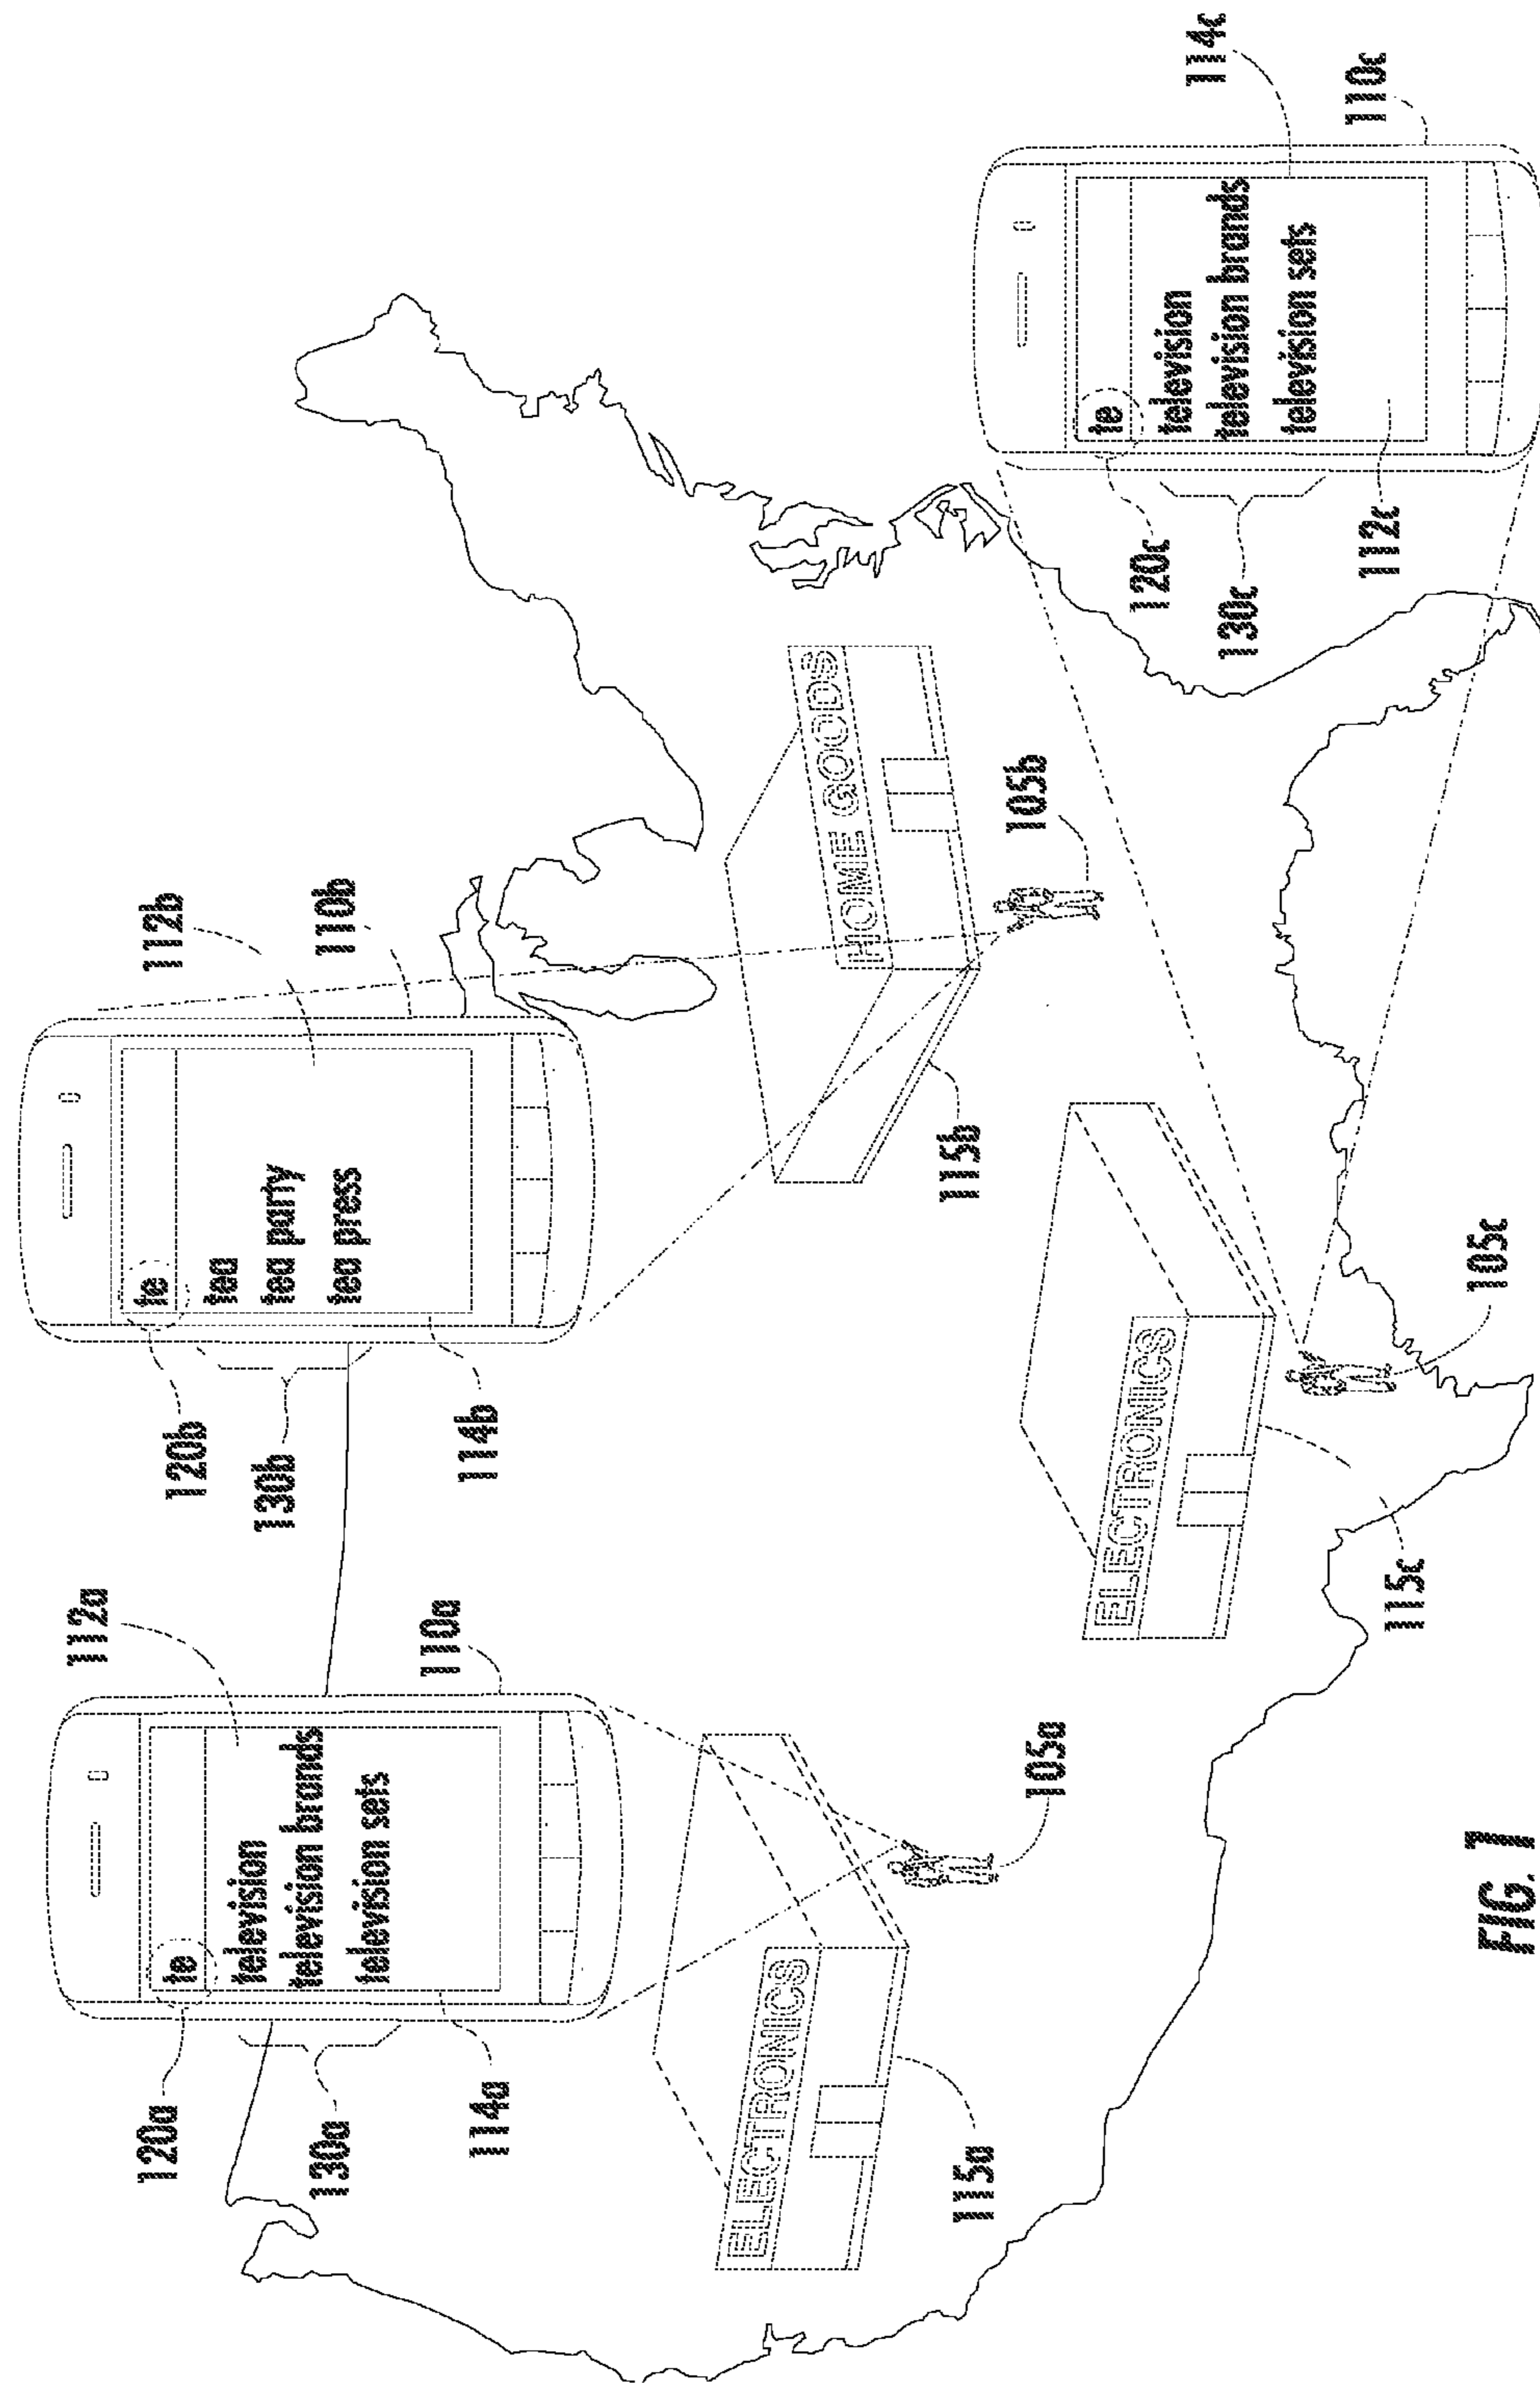 112a
110a
120a
te
television
television brands
television sets
130a
114a
ELECTRONICS
115a
105a
112b
110b
120b
te
tea
tea party
tea press
130b
114b
HOME GOODS
115b
105b
ELECTRONICS
115c
105c
114c
110c
te
television
television brands
television sets
120c
130c
112c
FIG. 1